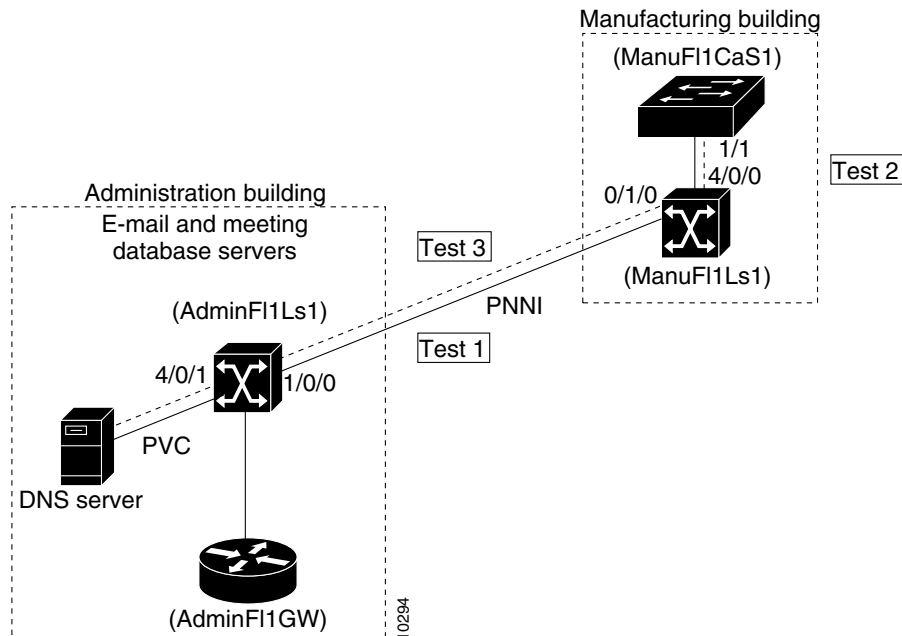 Manufacturing building
(ManuFl1CaS1)
1/1
4/0/0
Test 2
0/1/0
(ManuFl1Ls1)
Administration building
E-mail and meeting
database servers
Test 3
PNNI
(AdminFl1Ls1)
Test 1
4/0/1
1/0/0
PVC
DNS server
(AdminFl1GW)
10294